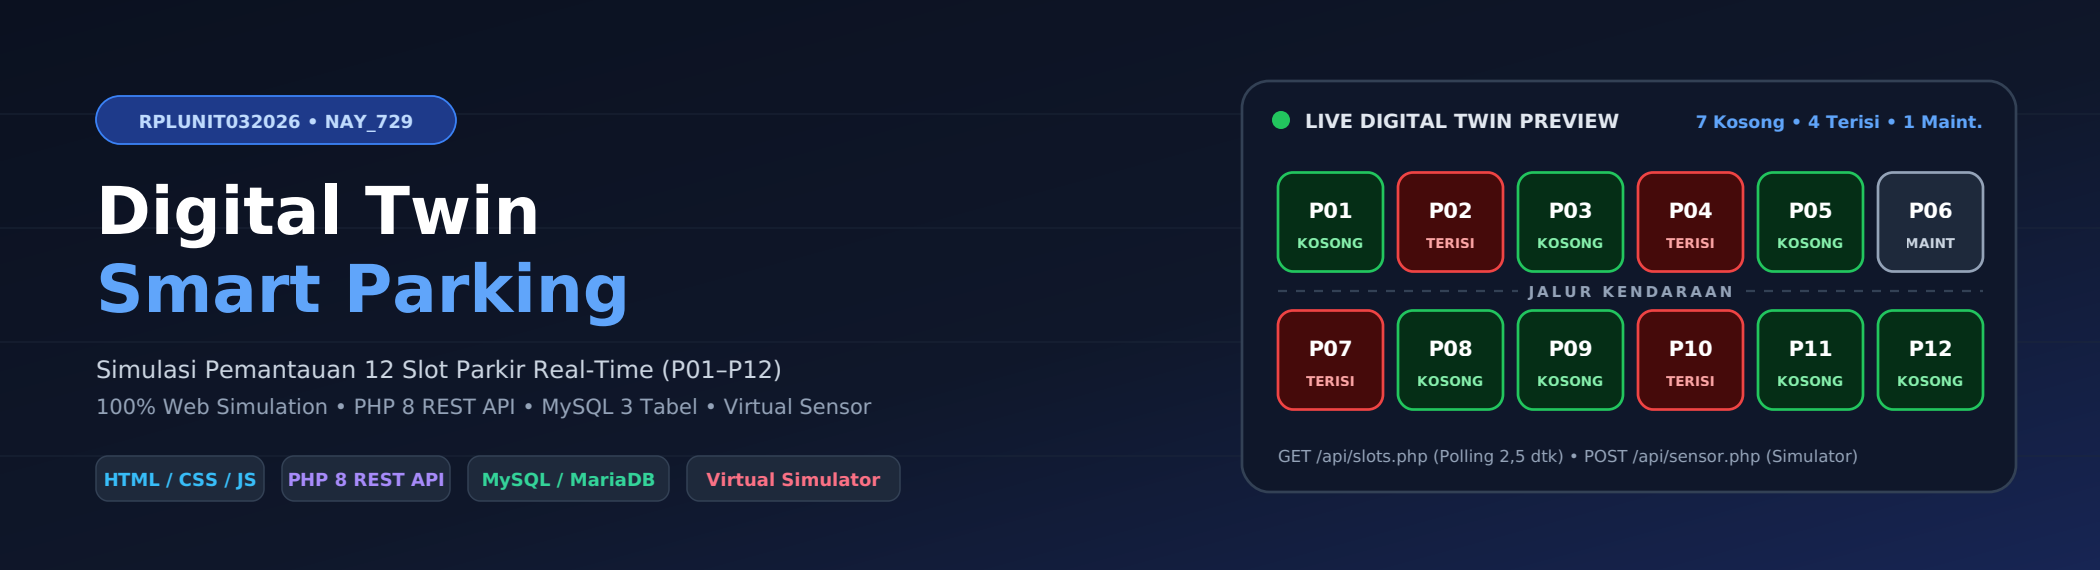 RPLUNIT032026 • NAY_729
Digital Twin
Smart Parking
Simulasi Pemantauan 12 Slot Parkir Real-Time (P01–P12)
100% Web Simulation • PHP 8 REST API • MySQL 3 Tabel • Virtual Sensor
HTML / CSS / JS
PHP 8 REST API
MySQL / MariaDB
Virtual Simulator
LIVE DIGITAL TWIN PREVIEW
7 Kosong • 4 Terisi • 1 Maint.
P01
KOSONG
P02
TERISI
P03
KOSONG
P04
TERISI
P05
KOSONG
P06
MAINT
JALUR KENDARAAN
P07
TERISI
P08
KOSONG
P09
KOSONG
P10
TERISI
P11
KOSONG
P12
KOSONG
GET /api/slots.php (Polling 2,5 dtk) • POST /api/sensor.php (Simulator)